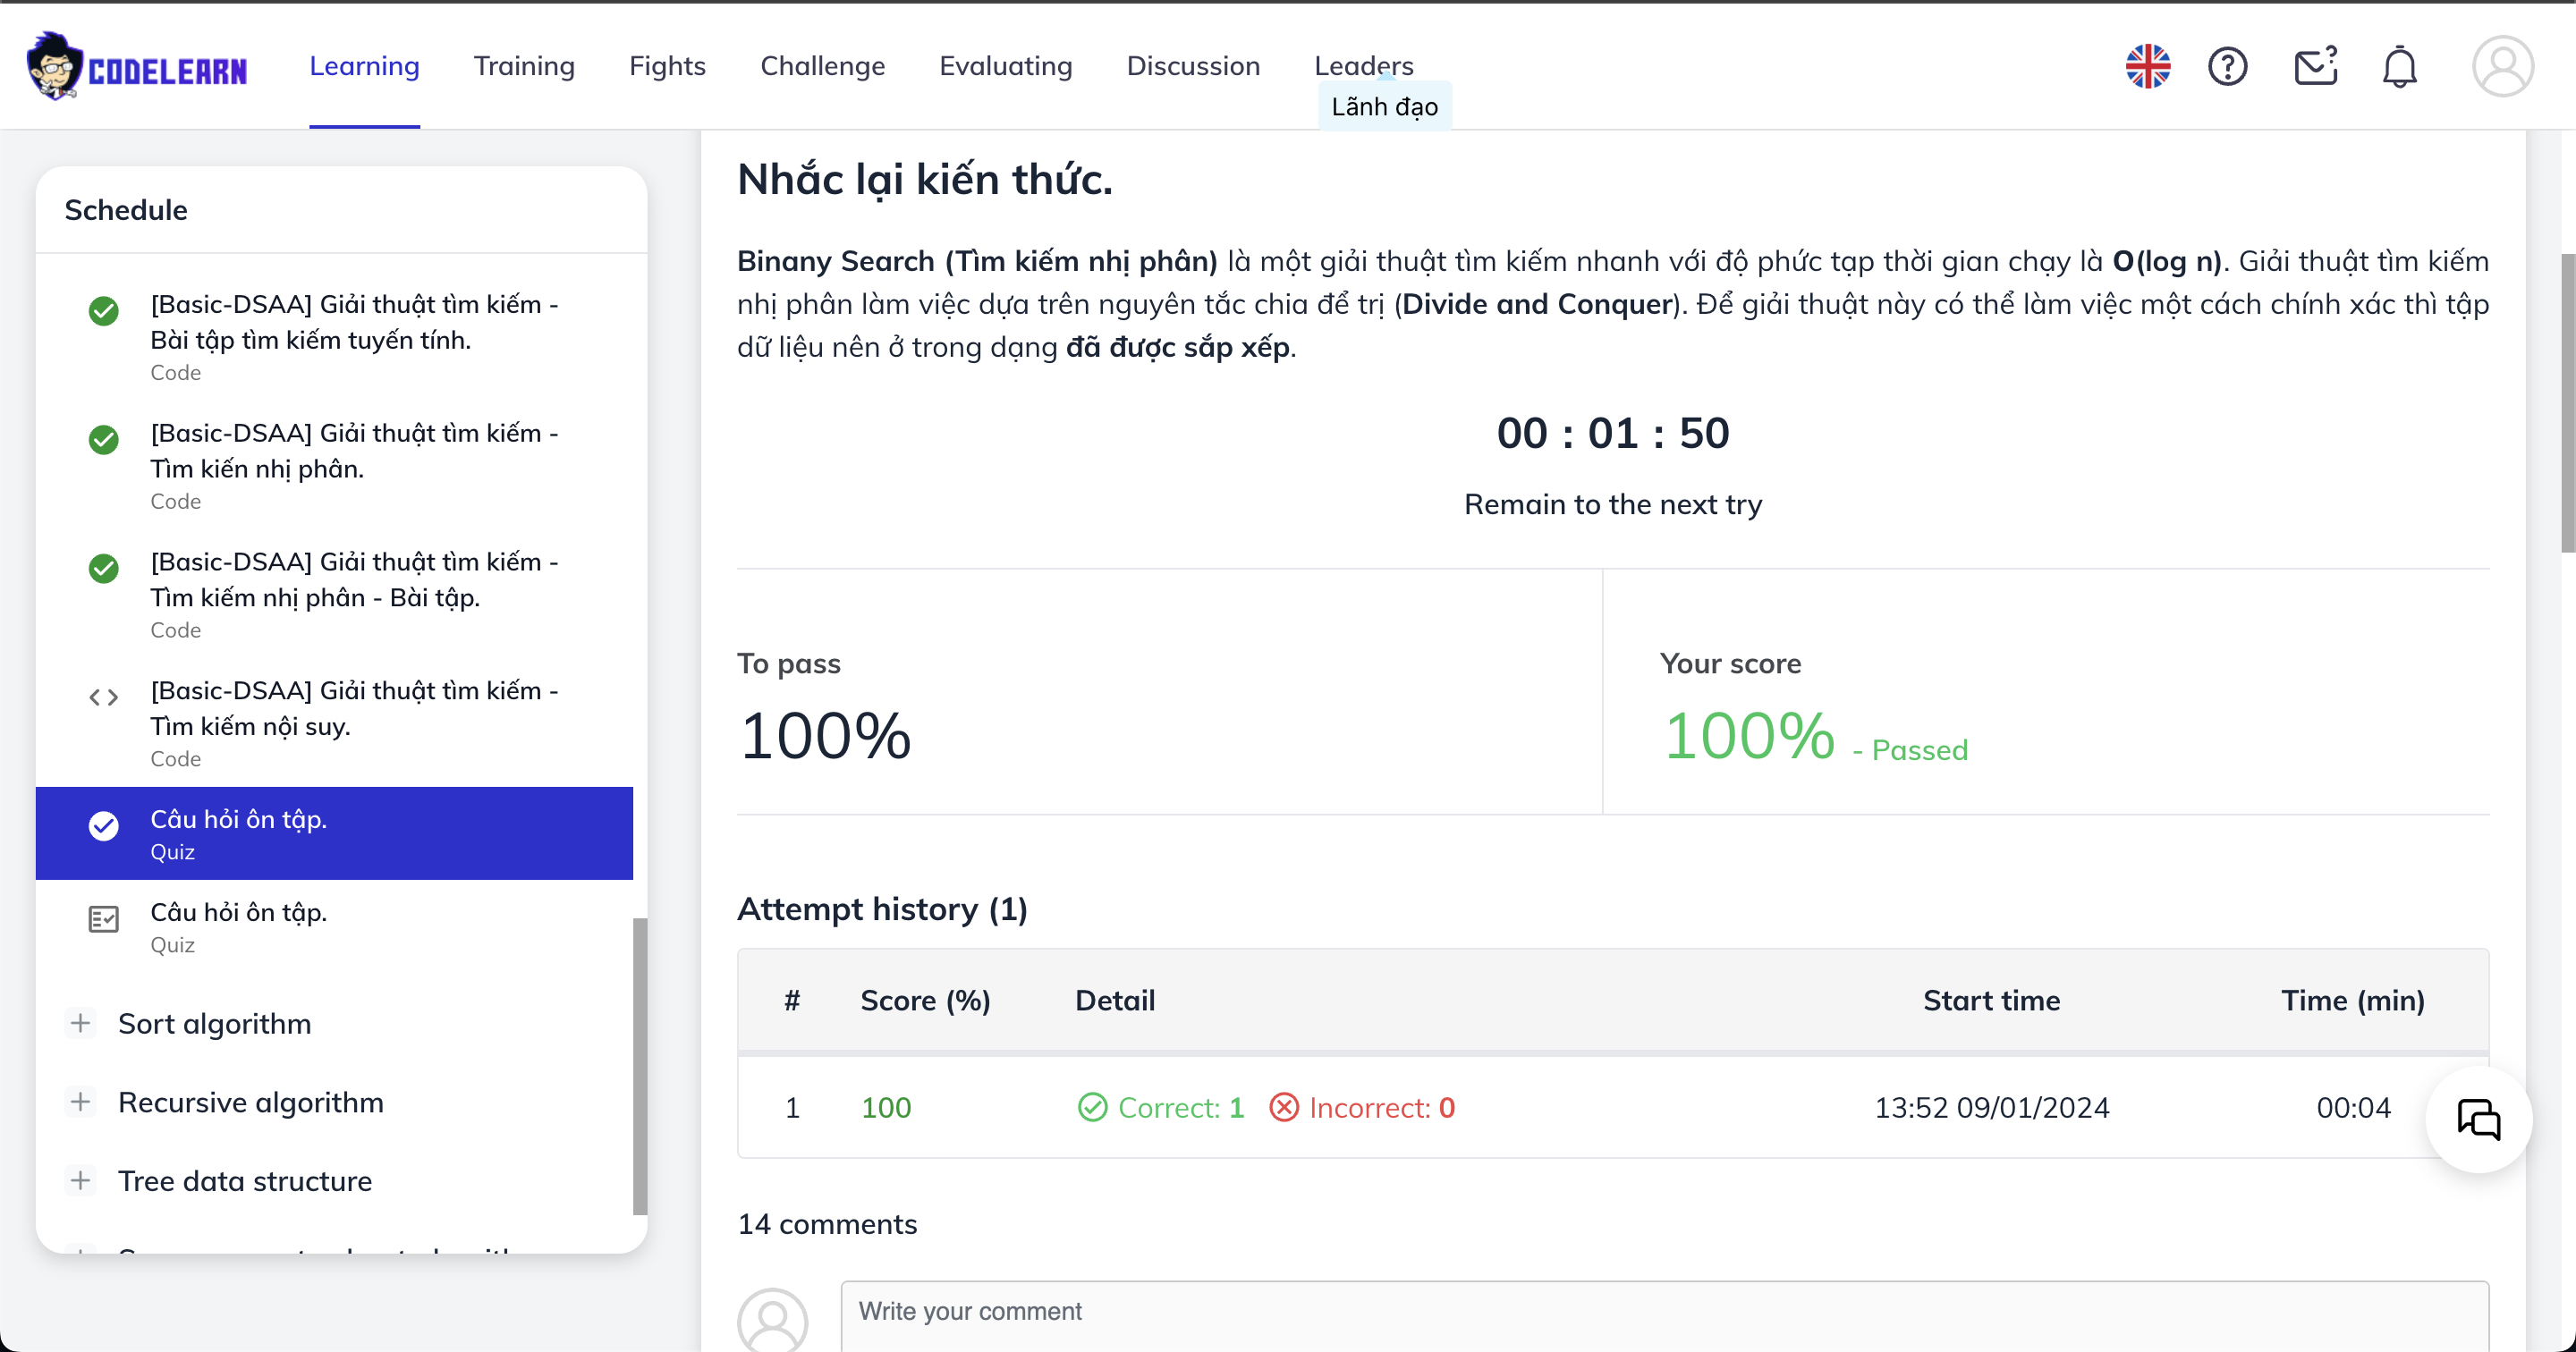 CODELEARN
Learning
Training
Fights
Challenge
Evaluating
Discussion
Leaders
Lãnh đạo
Schedule
[Basic-DSAA] Giải thuật tìm kiếm -
Bài tập tìm kiếm tuyến tính.
Code
[Basic-DSAA] Giải thuật tìm kiếm -
Tìm kiến nhị phân.
Code
[Basic-DSAA] Giải thuật tìm kiếm -
Tìm kiếm nhị phân - Bài tập.
Code
[Basic-DSAA] Giải thuật tìm kiếm -
Tìm kiếm nội suy.
Code
Câu hỏi ôn tập.
Quiz
Câu hỏi ôn tập.
Quiz
Sort algorithm
Recursive algorithm
Tree data structure
Nhắc lại kiến thức.
Binany Search (Tìm kiếm nhị phân) là một giải thuật tìm kiếm nhanh với độ phức tạp thời gian chạy là O(log n). Giải thuật tìm kiếm
nhị phân làm việc dựa trên nguyên tắc chia để trị (Divide and Conquer). Để giải thuật này có thể làm việc một cách chính xác thì tập
dữ liệu nên ở trong dạng đã được sắp xếp.
00 : 01 : 50
Remain to the next try
To pass
100%
Your score
100% - Passed
Attempt history (1)
# Score (%) Detail Start time Time (min)
1 100 Correct: 1 Incorrect: 0 13:52 09/01/2024 00:04
14 comments
Write your comment